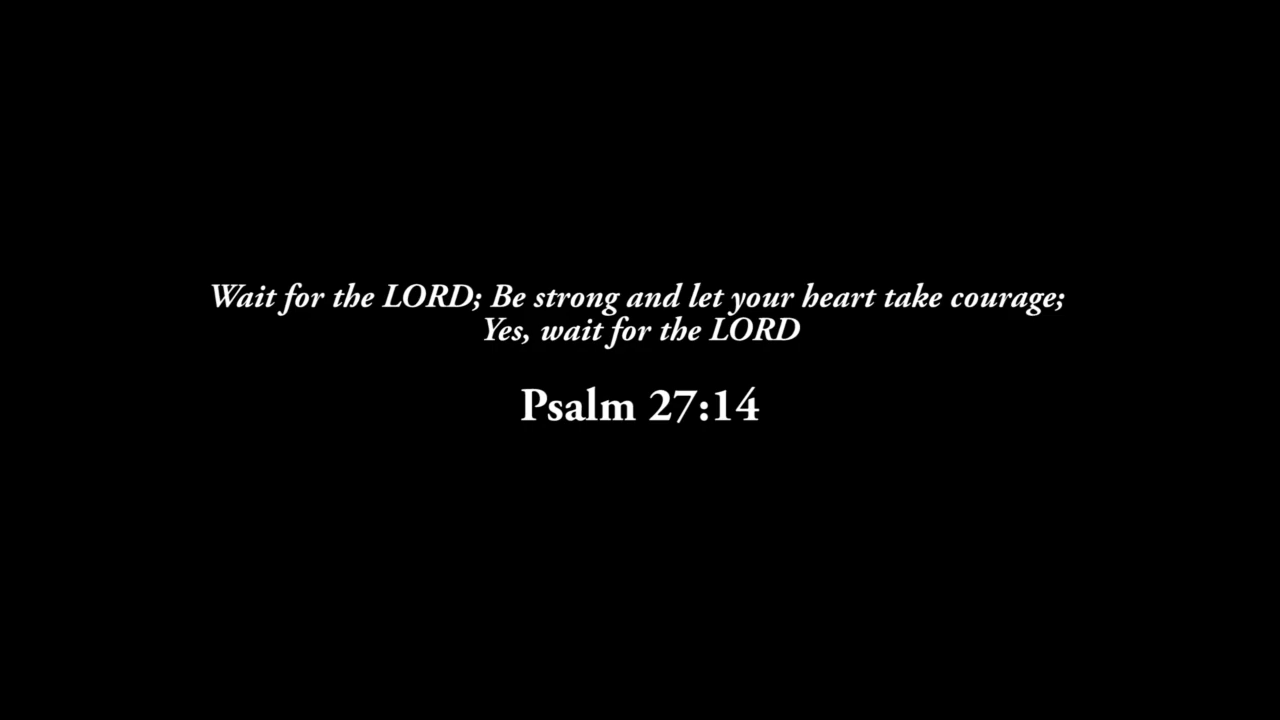 Wait for the LORD; Be strong and let your heart take courage;
Yes, wait for the LORD
Psalm 27:14